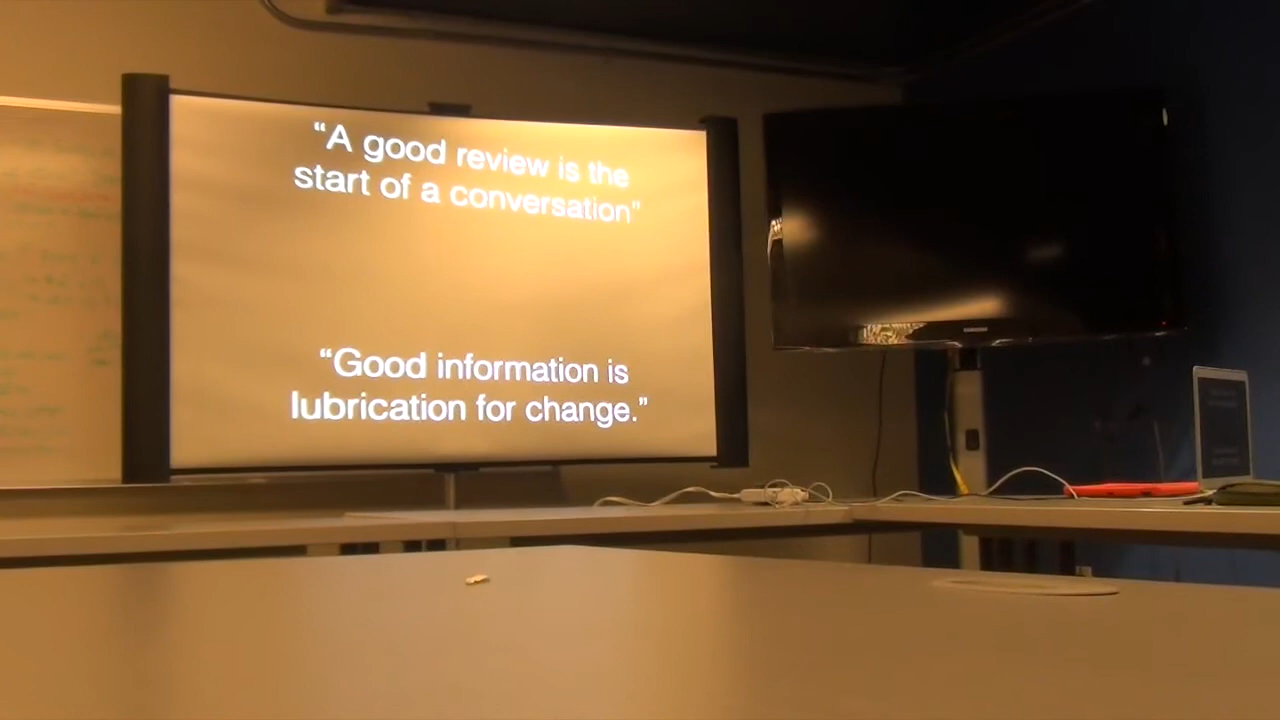 “A good review is the
start of a conversation”
“Good information is
lubrication for change.”